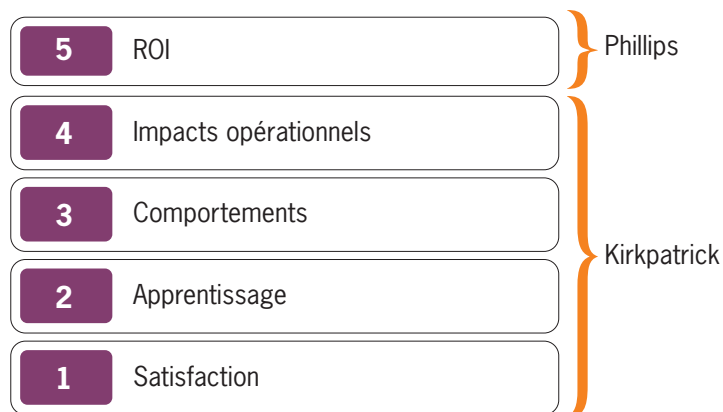 5 ROI
Phillips
4 Impacts opérationnels
3 Comportements
Kirkpatrick
2 Apprentissage
1 Satisfaction